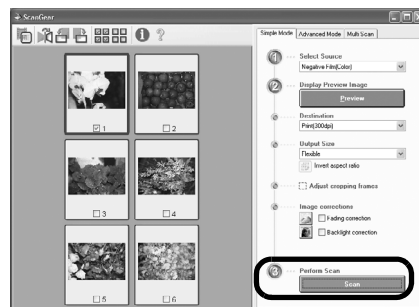 ScanGear
Simple Mode Advanced Mode Multi Scan
1 Select Source
Negative Film(Color)
2 Display Preview Image
Preview
Destination
Print(300dpi)
Output Size
Flexible
Invert aspect ratio
Adjust cropping frames
Image corrections
Fading correction
Backlight correction
3 Perform Scan
Scan
1 2
3 4
5 6